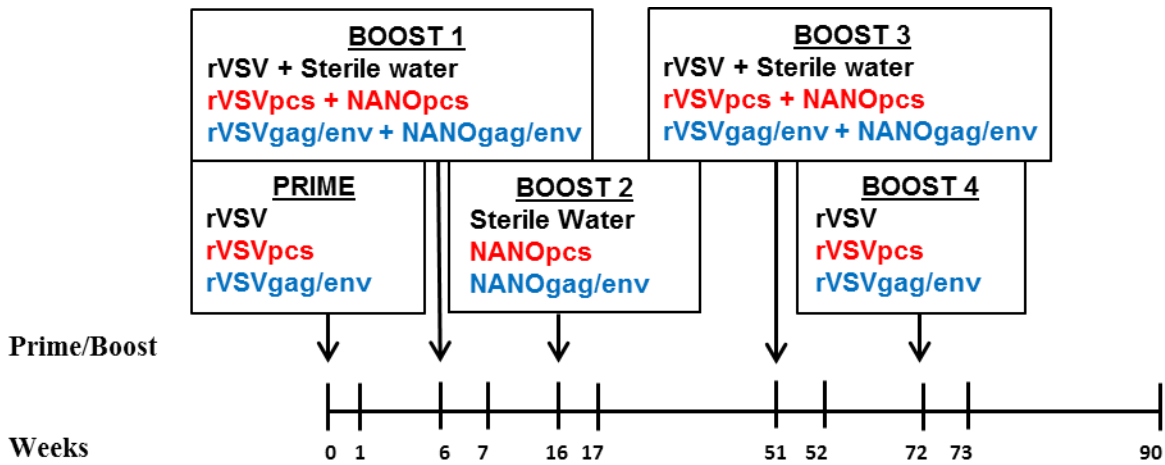 BOOST 1
rVSV + Sterile water
rVSVpcs + NANOpcs
rVSVgag/env + NANOgag/env
BOOST 3
rVSV + Sterile water
rVSVpcs + NANOpcs
rVSVgag/env + NANOgag/env
PRIME
rVSV
rVSVpcs
rVSVgag/env
BOOST 2
Sterile Water
NANOpcs
NANOgag/env
BOOST 4
rVSV
rVSVpcs
rVSVgag/env
Prime/Boost
Weeks 0 1 6 7 16 17 51 52 72 73 90